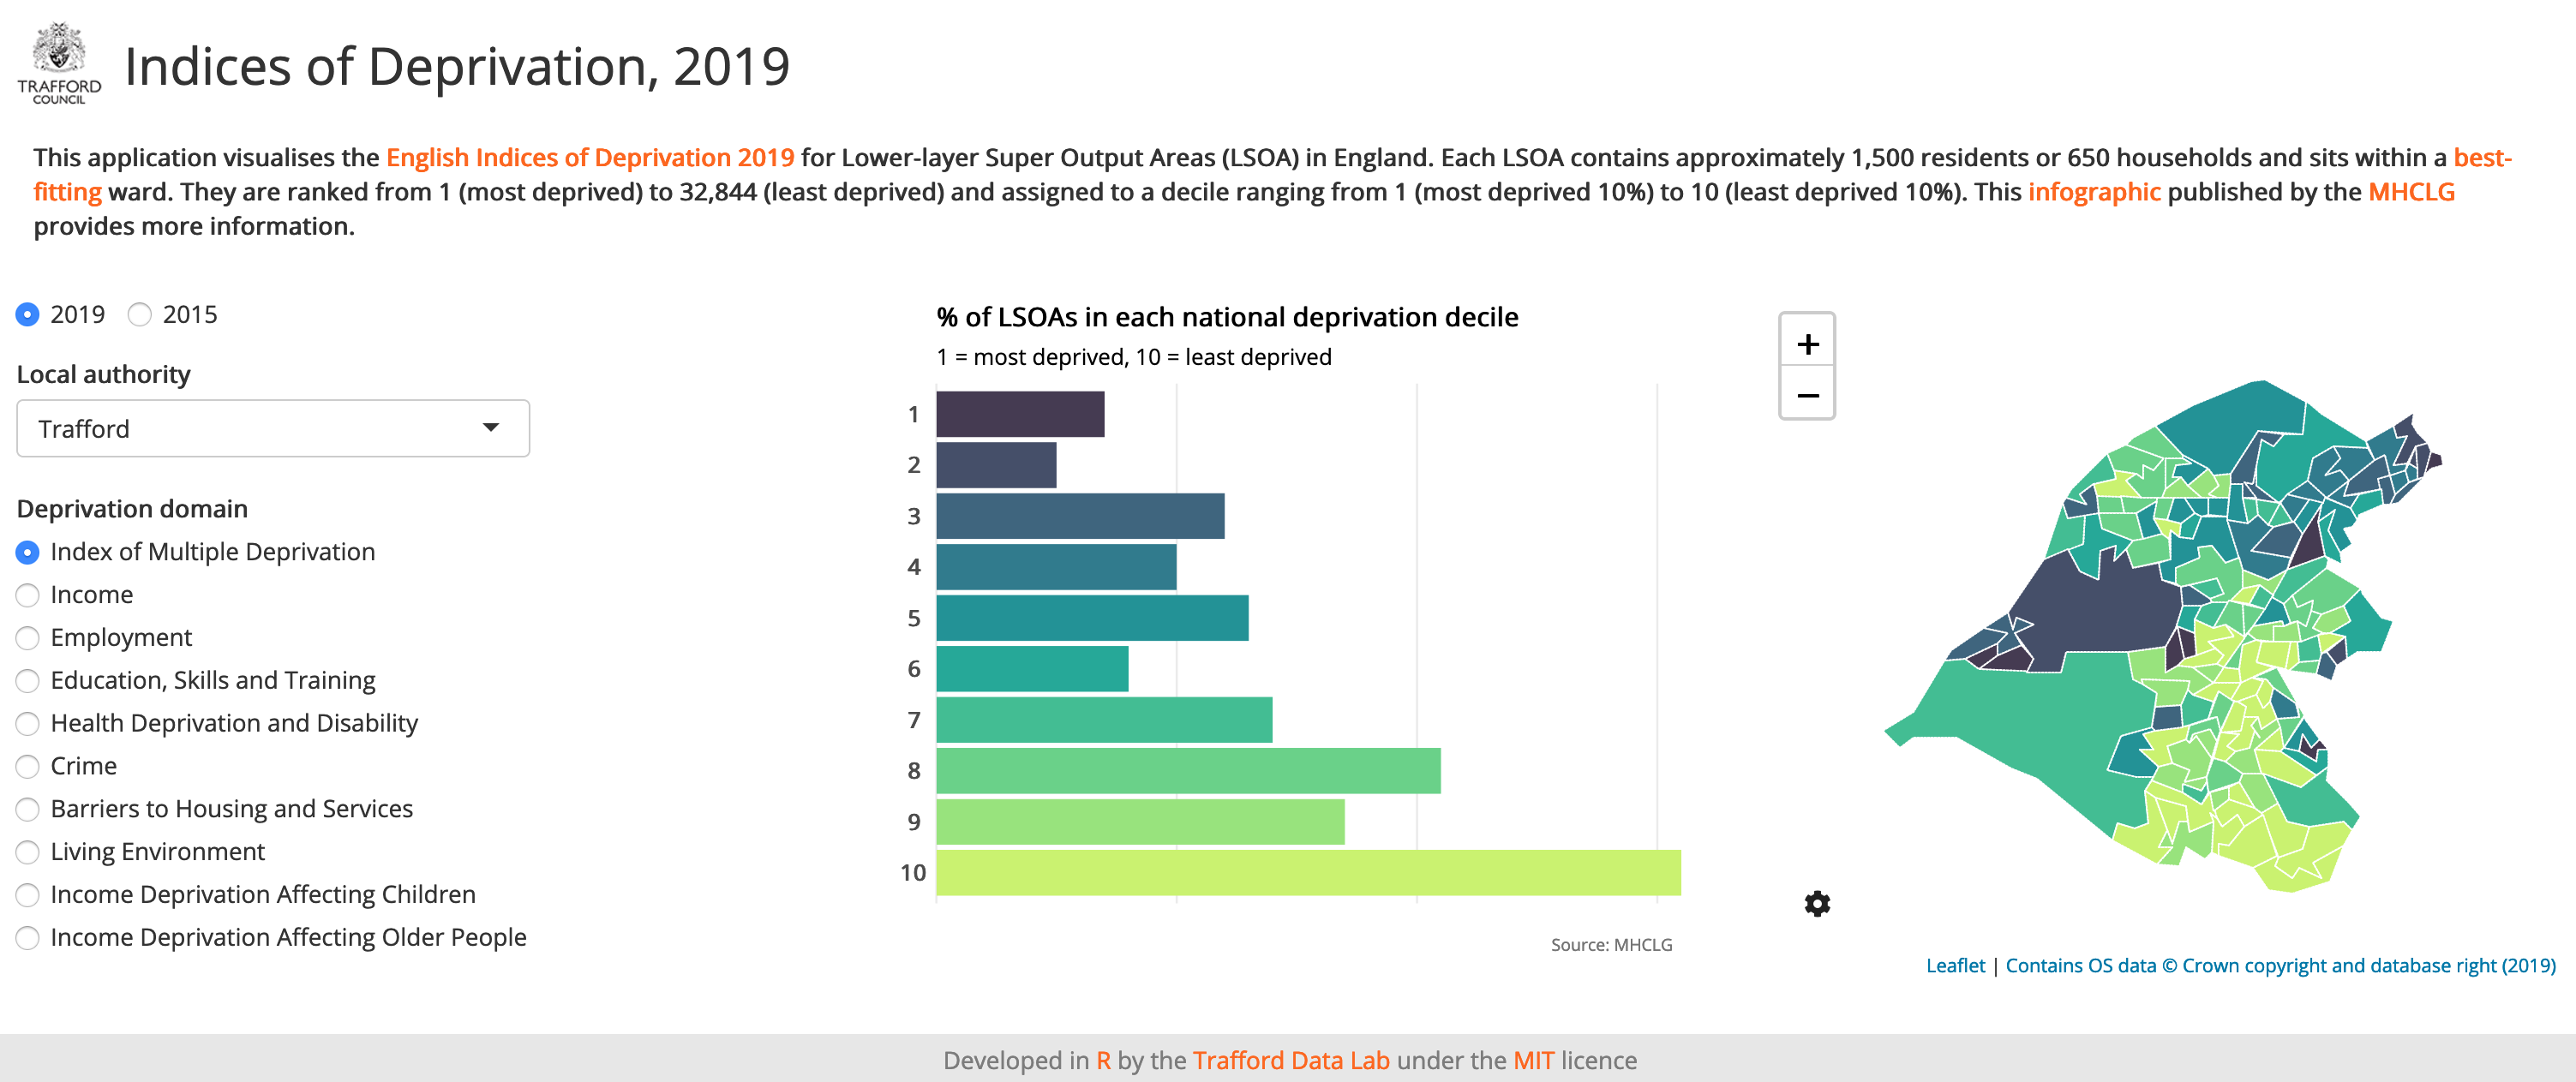 TRAFFORD
COUNCIL
Indices of Deprivation, 2019
This application visualises the English Indices of Deprivation 2019 for Lower-layer Super Output Areas (LSOA) in England. Each LSOA contains approximately 1,500 residents or 650 households and sits within a best-
fitting ward. They are ranked from 1 (most deprived) to 32,844 (least deprived) and assigned to a decile ranging from 1 (most deprived 10%) to 10 (least deprived 10%). This infographic published by the MHCLG
provides more information.
2019 2015
Local authority
Trafford
Deprivation domain
Index of Multiple Deprivation
Income
Employment
Education, Skills and Training
Health Deprivation and Disability
Crime
Barriers to Housing and Services
Living Environment
Income Deprivation Affecting Children
Income Deprivation Affecting Older People
% of LSOAs in each national deprivation decile
1 = most deprived, 10 = least deprived
1
2
3
4
5
6
7
8
9
10
Source: MHCLG
+
−
Leaflet | Contains OS data © Crown copyright and database right (2019)
Developed in R by the Trafford Data Lab under the MIT licence